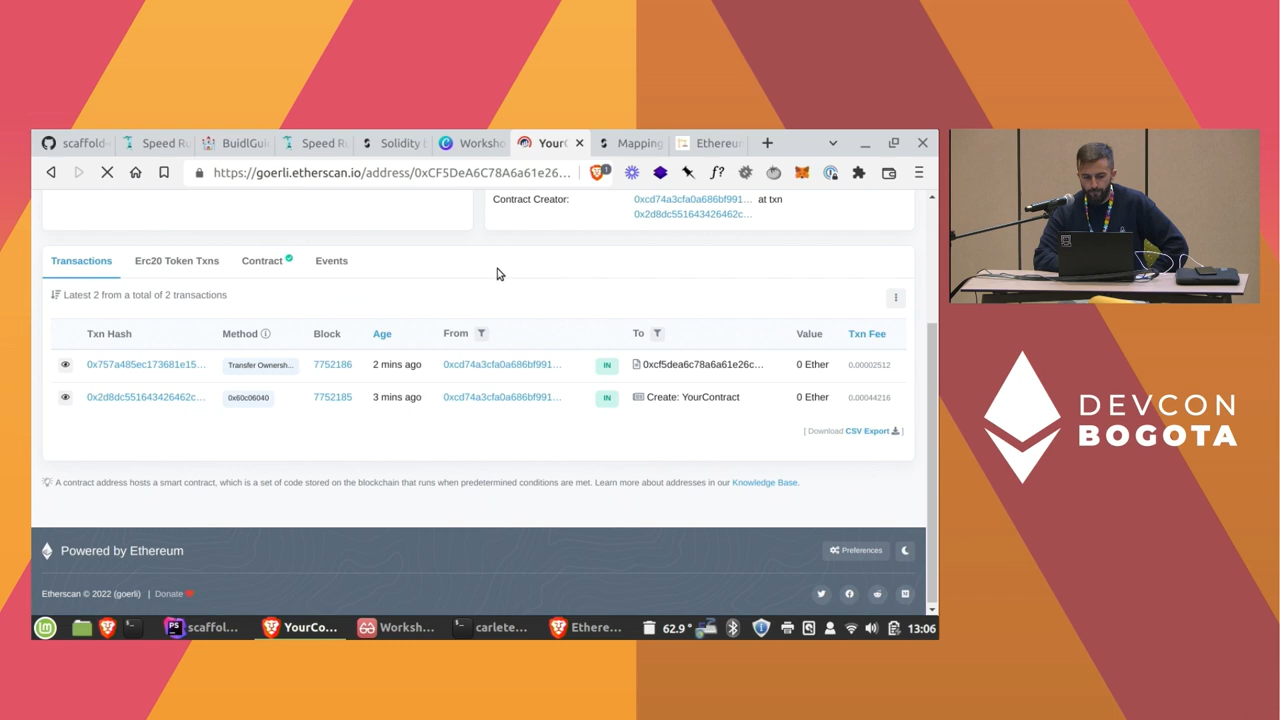 scaffold-
Speed Ru
BuidlGui
Speed Ru
Solidity b
Worksho
YourC
Mapping
Ethereur
https://goerli.etherscan.io/address/0xCF5DeA6C78A6a61e26...
1
f?
Contract Creator:
0xcd74a3cfa0a686bf991... at txn
0x2d8dc551643426462c...
Transactions
Erc20 Token Txns
Contract
Events
Latest 2 from a total of 2 transactions
Txn Hash
Method
Block
Age
From
To
Value
Txn Fee
0x757a485ec173681e15...
Transfer Ownersh...
7752186
2 mins ago
0xcd74a3cfa0a686bf991...
IN
0xcf5dea6c78a6a61e26c...
0 Ether
0.00002512
0x2d8dc551643426462c...
0x60c06040
7752185
3 mins ago
0xcd74a3cfa0a686bf991...
IN
Create: YourContract
0 Ether
0.00044216
[ Download CSV Export ]
A contract address hosts a smart contract, which is a set of code stored on the blockchain that runs when predetermined conditions are met. Learn more about addresses in our Knowledge Base.
Powered by Ethereum
Preferences
Etherscan © 2022 (goerli) | Donate
PS
scaffol...
YourCo...
Worksh...
carlete...
Ethere...
62.9°
13:06
DEVCON
BOGOTA